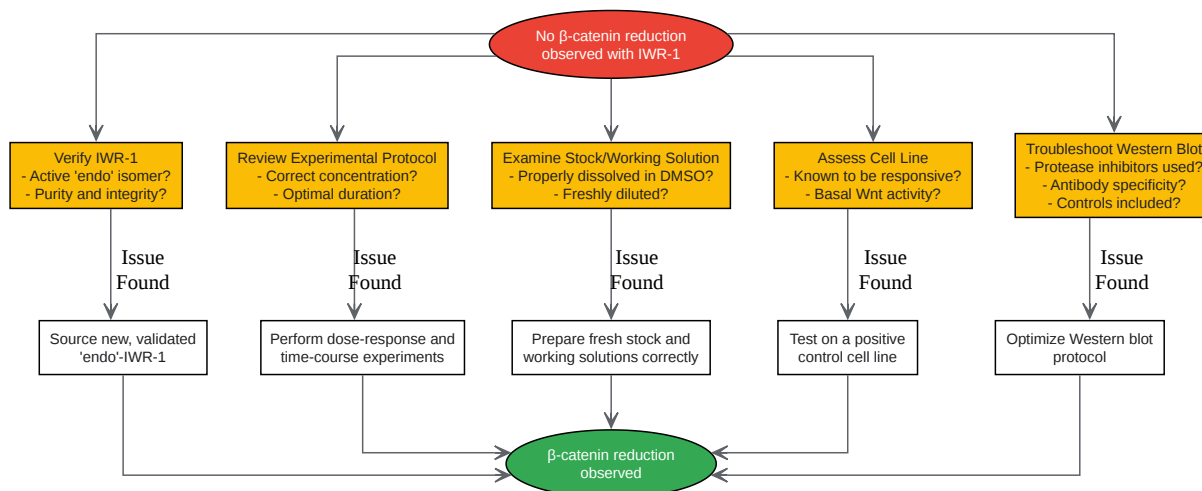 No β-catenin reduction
observed with IWR-1
Verify IWR-1
- Active 'endo' isomer?
- Purity and integrity?
Review Experimental Protocol
- Correct concentration?
- Optimal duration?
Examine Stock/Working Solution
- Properly dissolved in DMSO?
- Freshly diluted?
Assess Cell Line
- Known to be responsive?
- Basal Wnt activity?
Troubleshoot Western Blot
- Protease inhibitors used?
- Antibody specificity?
- Controls included?
Issue
Found
Issue
Found
Issue
Found
Issue
Found
Issue
Found
Source new, validated
'endo'-IWR-1
Perform dose-response and
time-course experiments
Prepare fresh stock and
working solutions correctly
Test on a positive
control cell line
Optimize Western blot
protocol
β-catenin reduction
observed